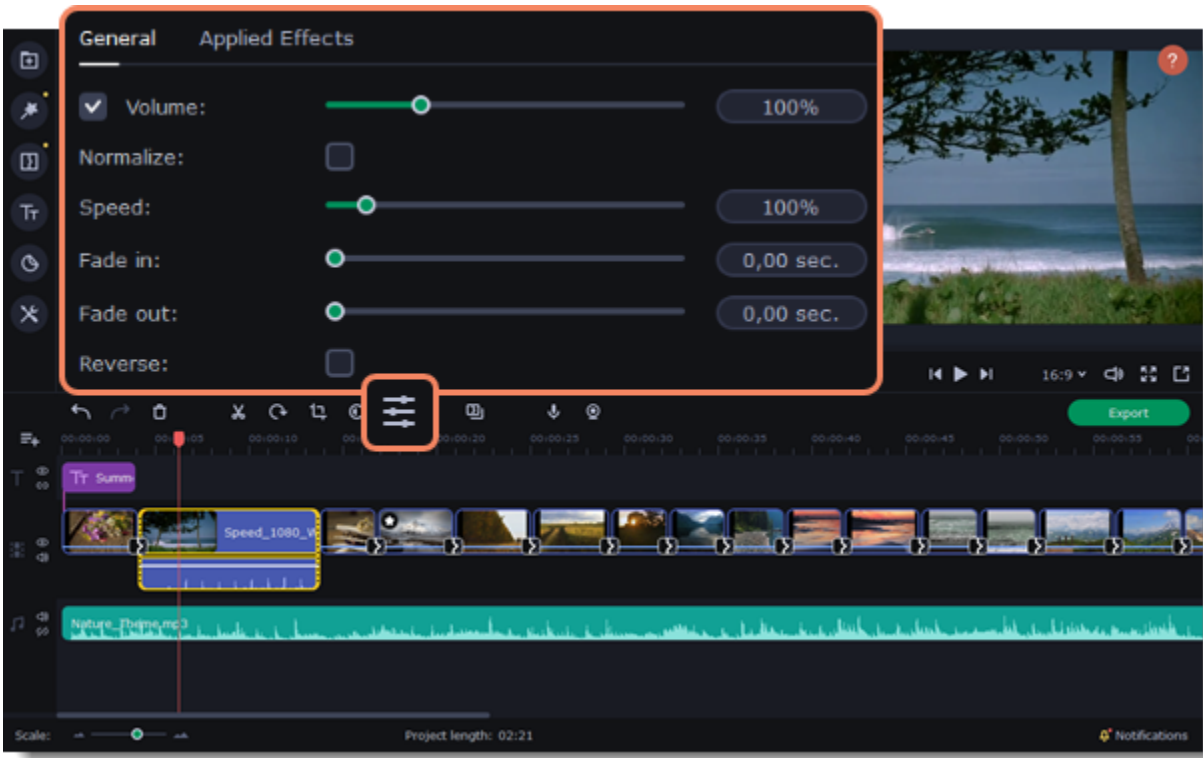 General Applied Effects
?
Volume: 100%
Normalize:
Speed: 100%
Fade in: 0,00 sec.
Fade out: 0,00 sec.
Reverse:
16:9
Export
00:00:00 00:00:10 00:00:25 00:00:30 00:00:35 00:00:40 00:00:45 00:00:50 00:00:55
Tт Summ
Speed_1080_
Nature_Theme.mp3
Scale: Project length: 02:21 Notifications